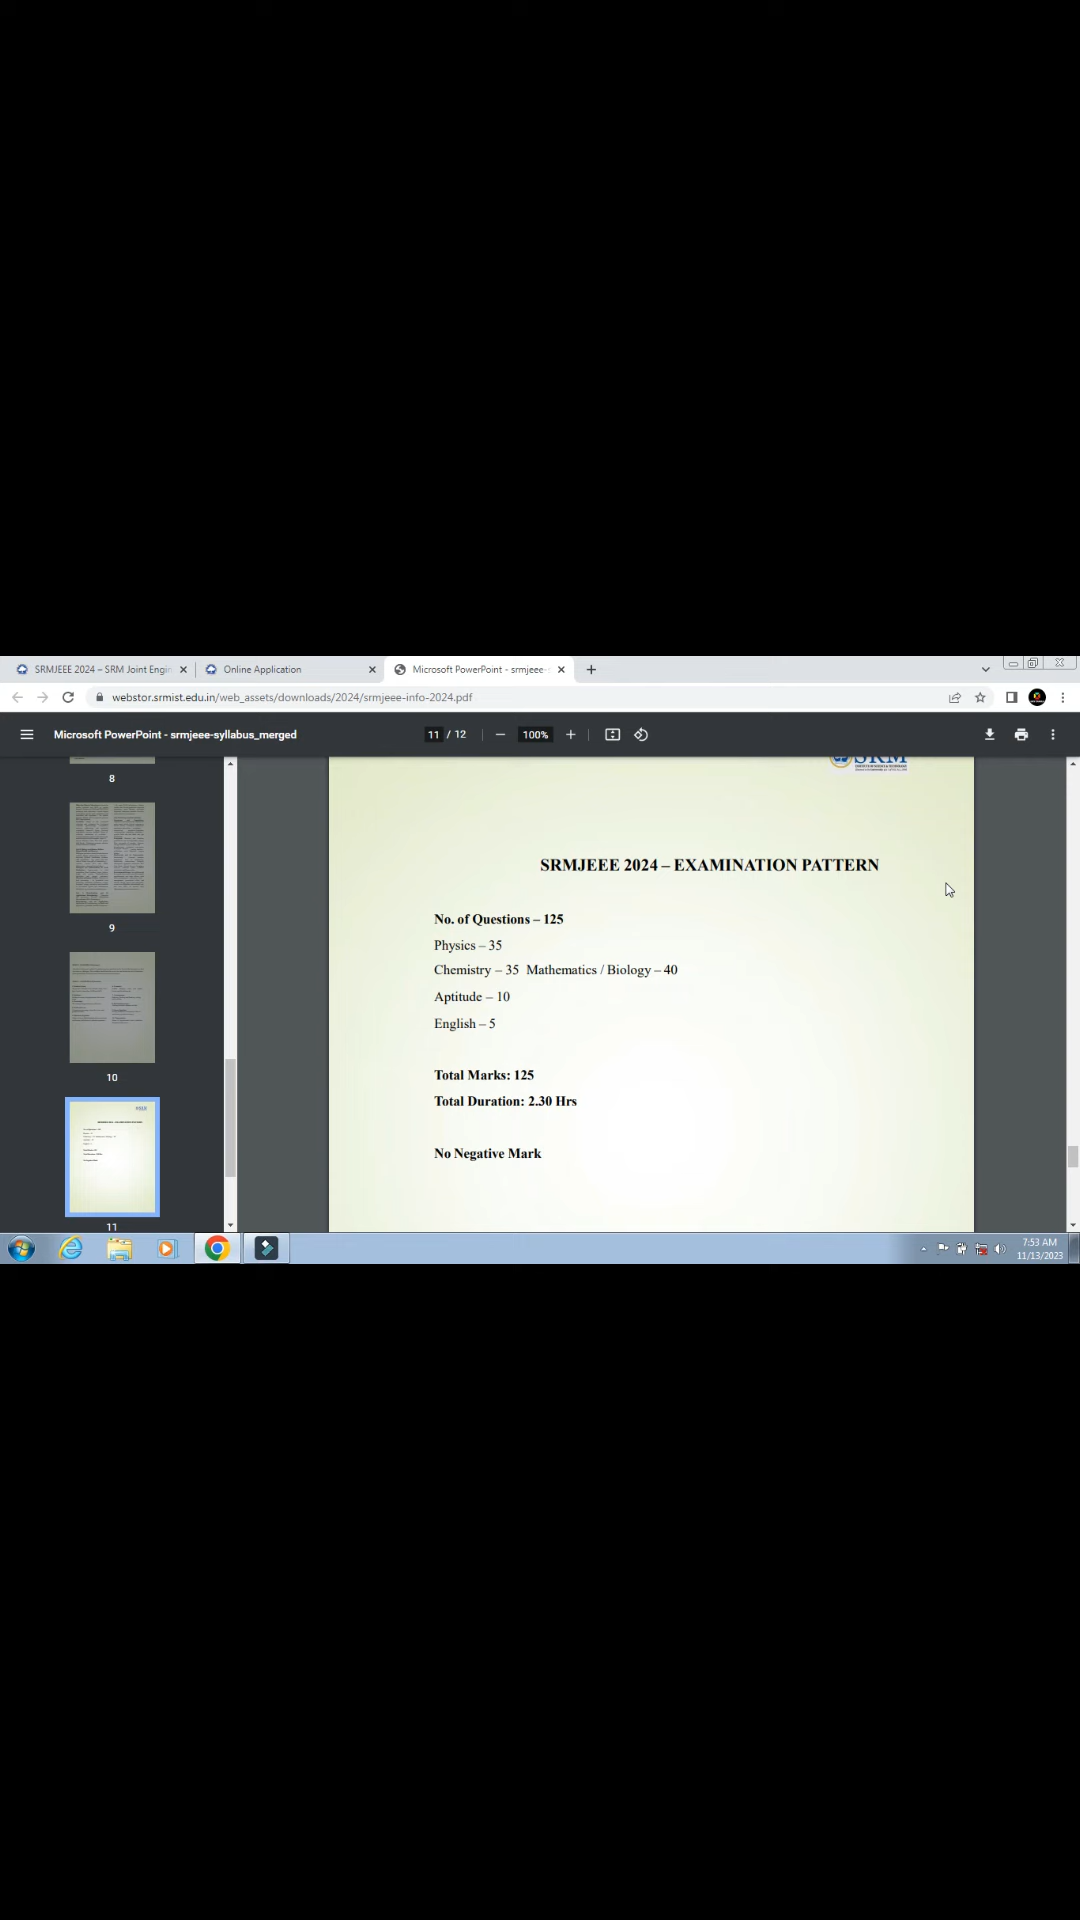 SRMJEEE 2024 – SRM Joint Engin
Online Application
Microsoft PowerPoint - srmjeee-
webstor.srmist.edu.in/web_assets/downloads/2024/srmjeee-info-2024.pdf
Microsoft PowerPoint - srmjeee-syllabus_merged
11 / 12
100%
8
9
10
11
SRM
SRMJEEE 2024 – EXAMINATION PATTERN
No. of Questions – 125
Physics – 35
Chemistry – 35 Mathematics / Biology – 40
Aptitude – 10
English – 5
Total Marks: 125
Total Duration: 2.30 Hrs
No Negative Mark
7:53 AM
11/13/2023